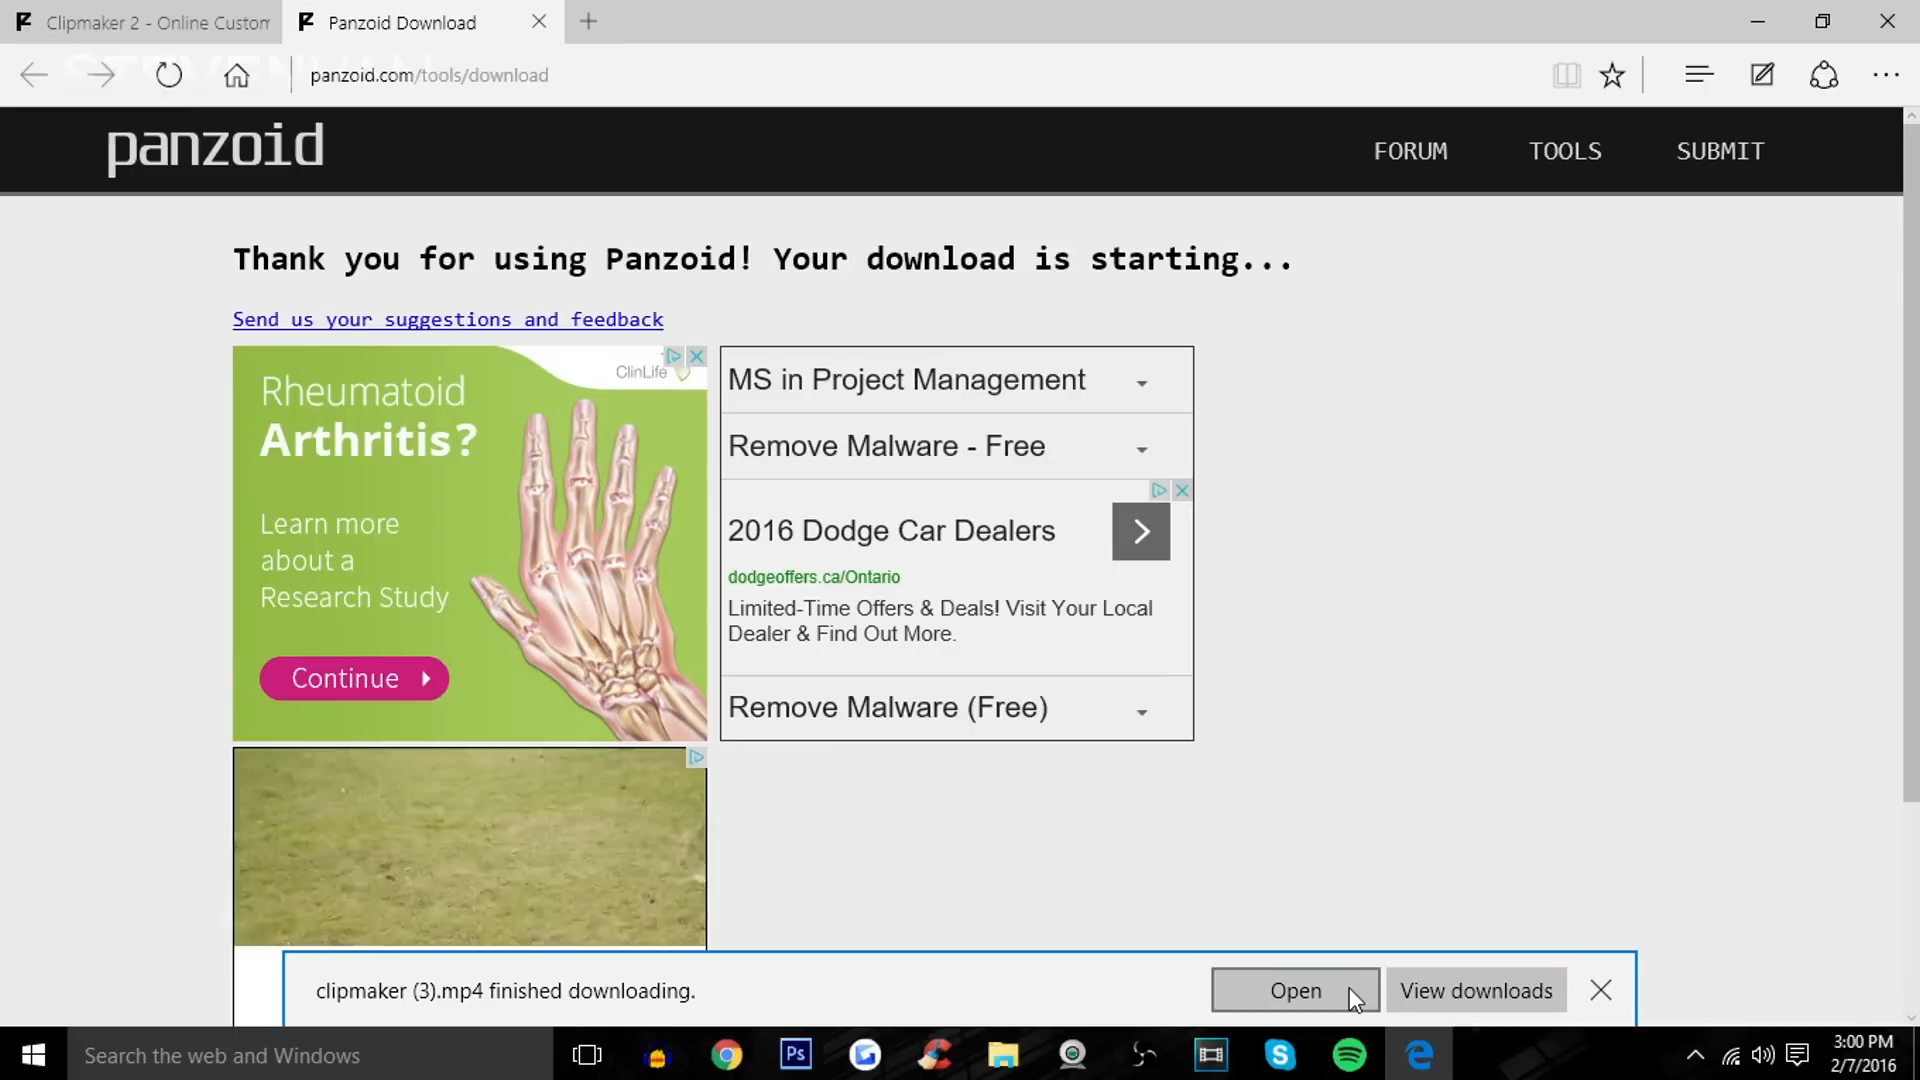 Clipmaker 2 - Online Custom
Panzoid Download
panzoid.com/tools/download
panzoid
FORUM
TOOLS
SUBMIT
Thank you for using Panzoid! Your download is starting...
Send us your suggestions and feedback
ClinLife
Rheumatoid
Arthritis?
Learn more
about a
Research Study
Continue
MS in Project Management
Remove Malware - Free
2016 Dodge Car Dealers
dodgeoffers.ca/Ontario
Limited-Time Offers & Deals! Visit Your Local
Dealer & Find Out More.
Remove Malware (Free)
clipmaker (3).mp4 finished downloading.
Open
View downloads
Search the web and Windows
Ps
3:00 PM
2/7/2016